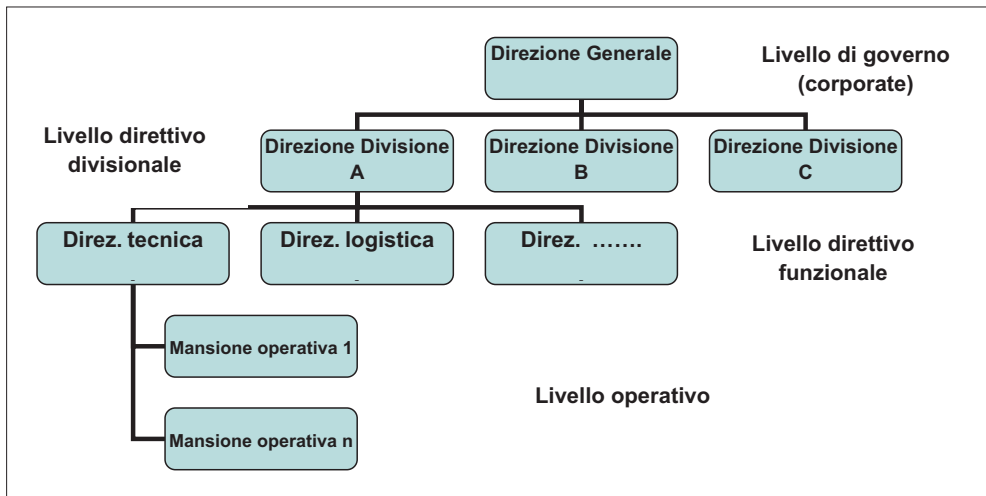 Direzione Generale
Livello di governo
(corporate)
Livello direttivo
divisionale
Direzione Divisione
A
Direzione Divisione
B
Direzione Divisione
C
Direz. tecnica
-
Direz. logistica
-
Direz. …….
-
Livello direttivo
funzionale
Mansione operativa 1
Livello operativo
Mansione operativa n